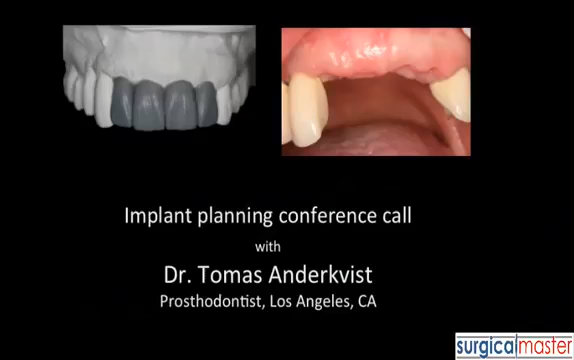 Implant planning conference call
with
Dr. Tomas Anderkvist
Prosthodontist, Los Angeles, CA
surgicalmaster